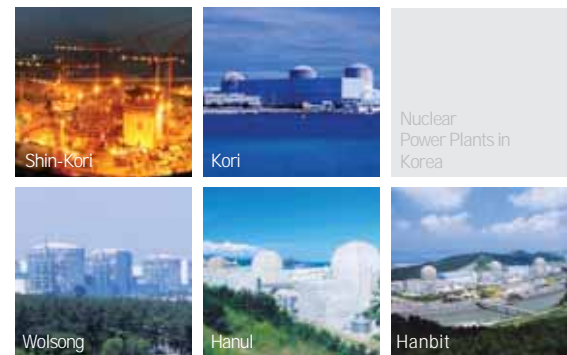 Shin-Kori
Kori
Nuclear
Power Plants in
Korea
Wolsong
Hanul
Hanbit